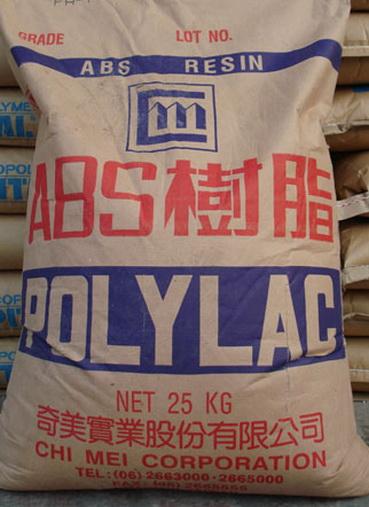 GRADE LOT NO.
ABS RESIN
ABS樹脂
POLYLAC
NET 25 KG
奇美實業股份有限公司
CHI MEI CORPORATION
TEL:(06) 2663000·2665000